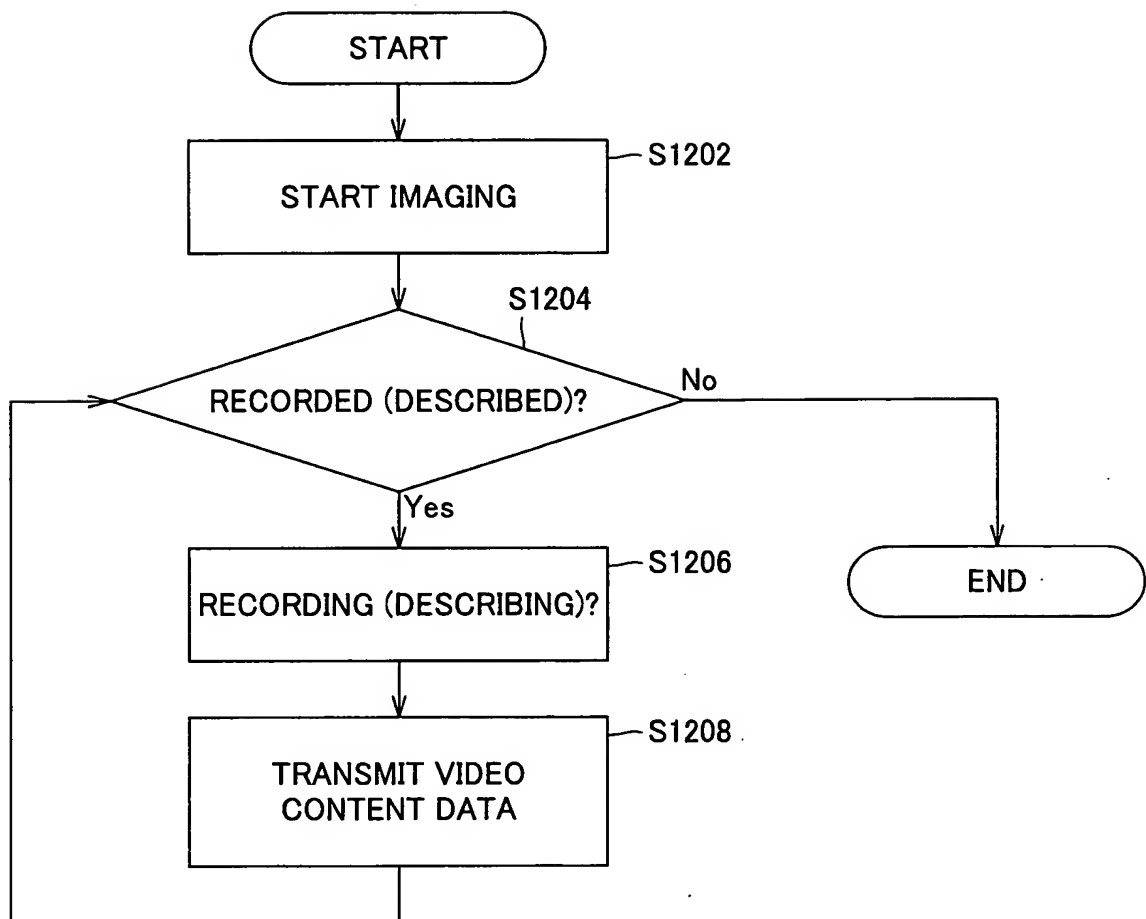 START
S1202
START IMAGING
S1204
RECORDED (DESCRIBED)?
No
Yes
S1206
RECORDING (DESCRIBING)?
END
S1208
TRANSMIT VIDEO
CONTENT DATA